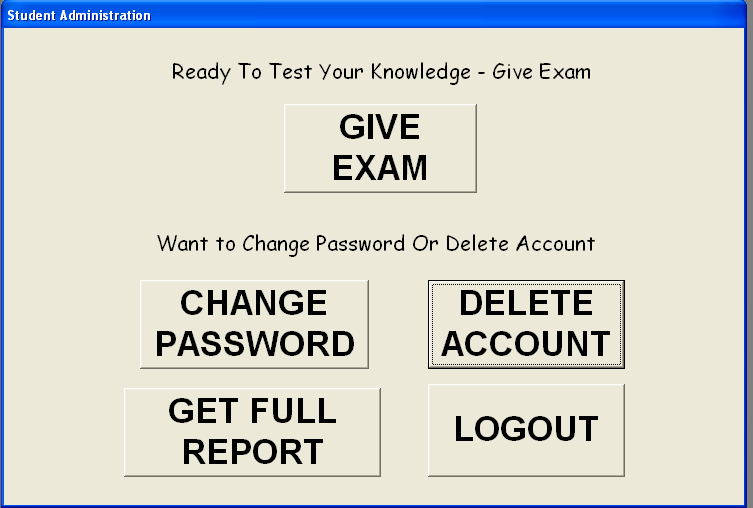 Student Administration
Ready To Test Your Knowledge - Give Exam
GIVE
EXAM
Want to Change Password Or Delete Account
CHANGE
PASSWORD
DELETE
ACCOUNT
GET FULL
REPORT
LOGOUT